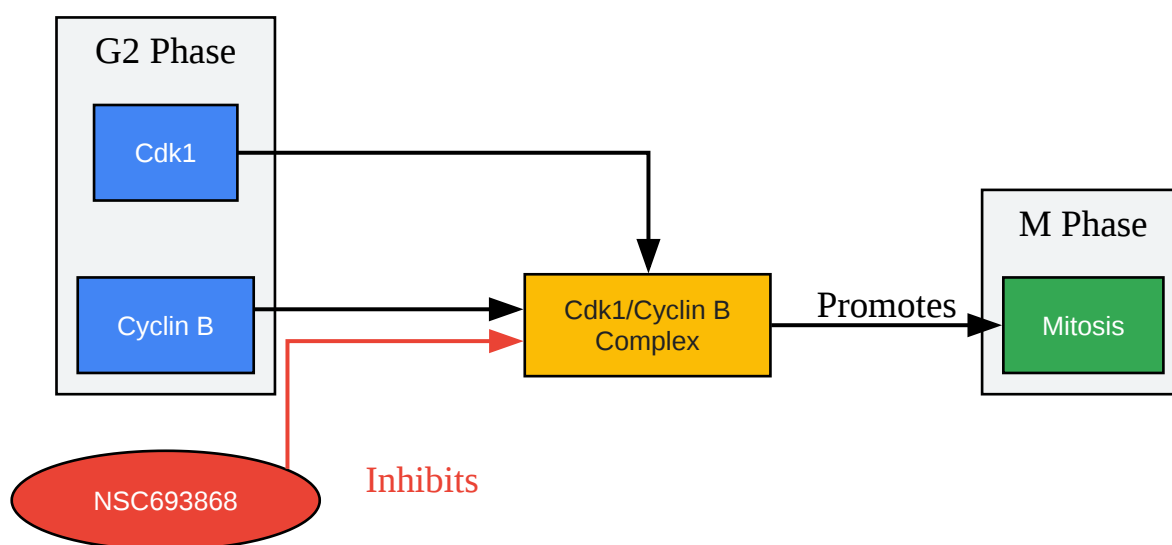 G2 Phase
Cdk1
Cyclin B
Cdk1/Cyclin B
Complex
Promotes
M Phase
Mitosis
NSC693868
Inhibits